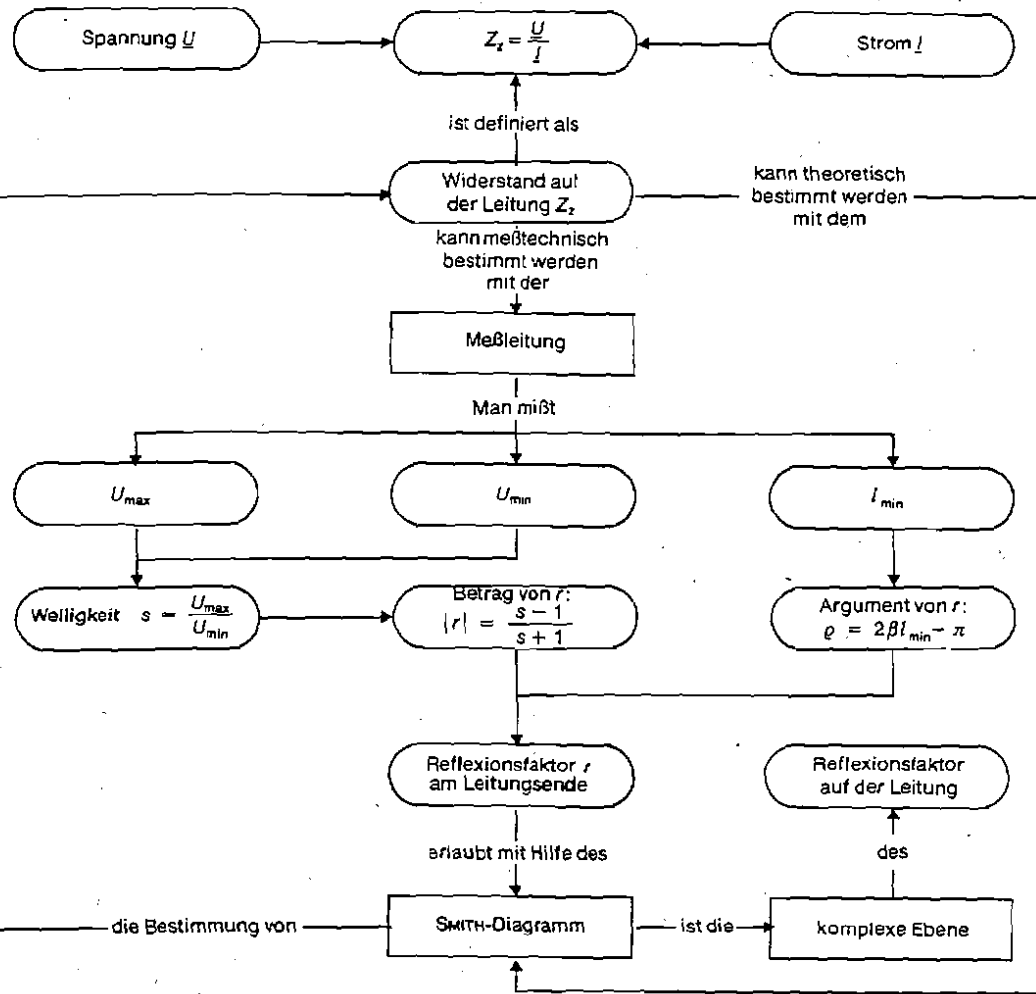 Spannung U
Z_z = U/I
Strom I
ist definiert als
Widerstand auf
der Leitung Z_z
kann theoretisch
bestimmt werden
mit dem
kann meßtechnisch
bestimmt werden
mit der
Meßleitung
Man mißt
U_max
U_min
l_min
Welligkeit s = U_max/U_min
Betrag von r:
|r| = (s − 1)/(s + 1)
Argument von r:
ϱ = 2βl_min − π
Reflexionsfaktor r
am Leitungsende
Reflexionsfaktor
auf der Leitung
erlaubt mit Hilfe des
des
die Bestimmung von
SMITH-Diagramm
ist die
komplexe Ebene